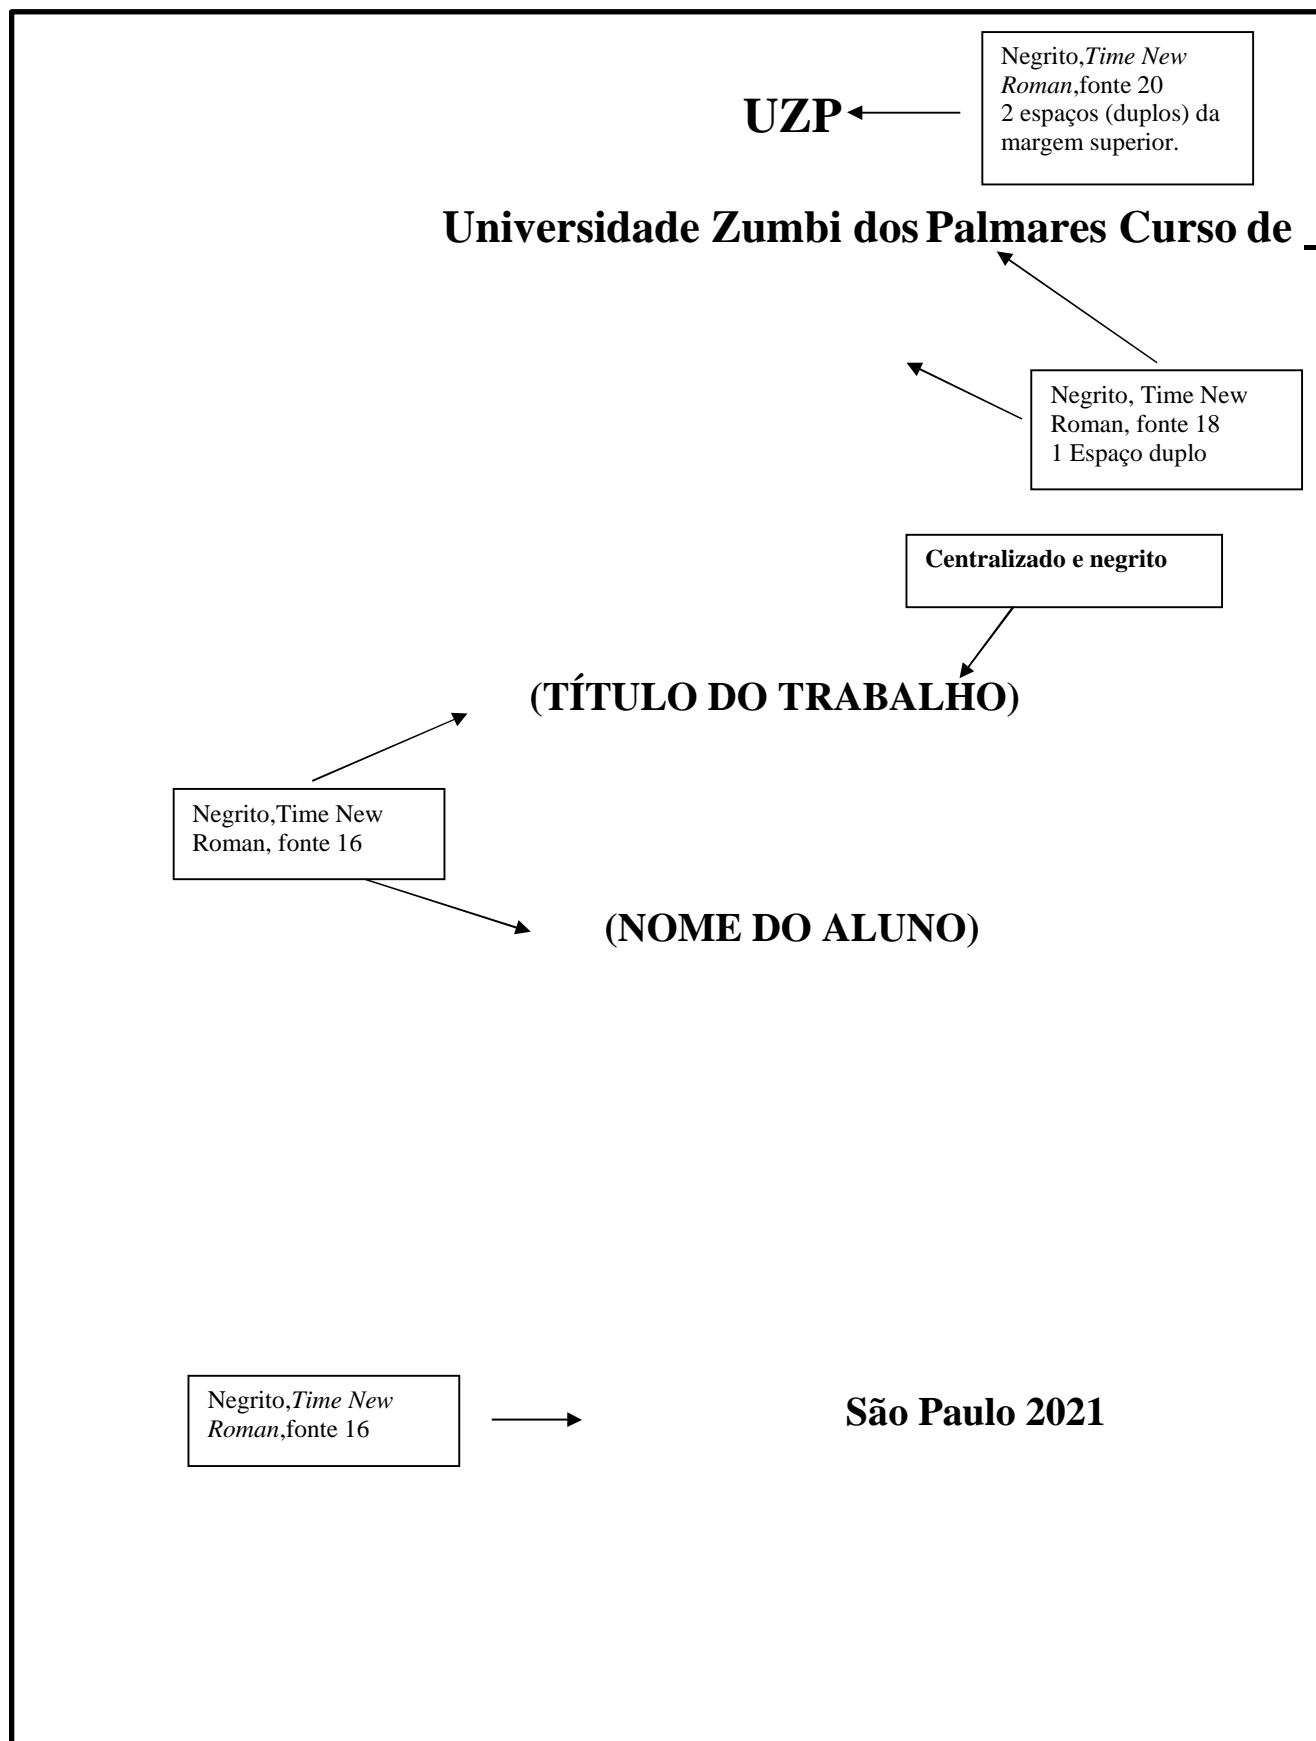 Negrito,Time New
Roman,fonte 20
2 espaços (duplos) da
margem superior.
UZP
Universidade Zumbi dos Palmares Curso de _
Negrito, Time New
Roman, fonte 18
1 Espaço duplo
Centralizado e negrito
(TÍTULO DO TRABALHO)
Negrito,Time New
Roman, fonte 16
(NOME DO ALUNO)
Negrito,Time New
Roman,fonte 16
São Paulo 2021